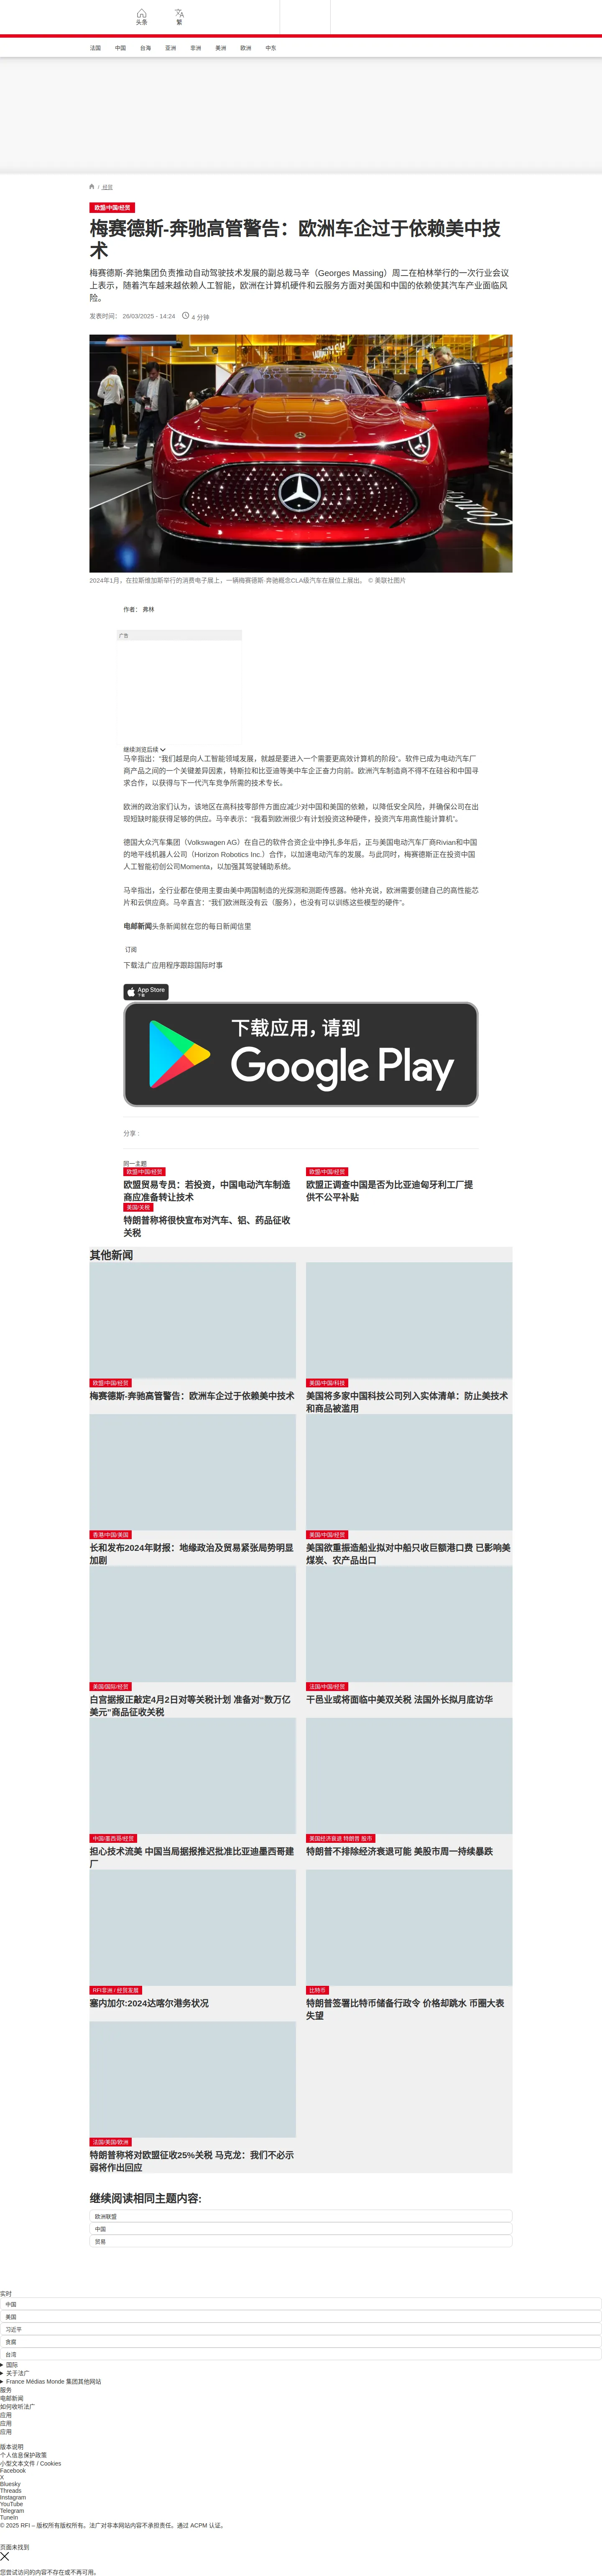 头条
繁
法国 中国 台海 亚洲 非洲 美洲 欧洲 中东
/ 经贸
欧盟/中国/经贸
梅赛德斯-奔驰高管警告：欧洲车企过于依赖美中技
术
梅赛德斯-奔驰集团负责推动自动驾驶技术发展的副总裁马辛（Georges Massing）周二在柏林举行的一次行业会议
上表示，随着汽车越来越依赖人工智能，欧洲在计算机硬件和云服务方面对美国和中国的依赖使其汽车产业面临风
险。
发表时间： 26/03/2025 - 14:24 4 分钟
2024年1月，在拉斯维加斯举行的消费电子展上，一辆梅赛德斯-奔驰概念CLA级汽车在展位上展出。 © 美联社图片
作者： 弗林
广告
继续浏览后续
马辛指出：“我们越是向人工智能领域发展，就越是要进入一个需要更高效计算机的阶段”。软件已成为电动汽车厂
商产品之间的一个关键差异因素，特斯拉和比亚迪等美中车企正奋力向前。欧洲汽车制造商不得不在硅谷和中国寻
求合作，以获得与下一代汽车竞争所需的技术专长。
欧洲的政治家们认为，该地区在高科技零部件方面应减少对中国和美国的依赖，以降低安全风险，并确保公司在出
现短缺时能获得足够的供应。马辛表示：“我看到欧洲很少有计划投资这种硬件，投资汽车用高性能计算机”。
德国大众汽车集团（Volkswagen AG）在自己的软件合资企业中挣扎多年后，正与美国电动汽车厂商Rivian和中国
的地平线机器人公司（Horizon Robotics Inc.）合作，以加速电动汽车的发展。与此同时，梅赛德斯正在投资中国
人工智能初创公司Momenta，以加强其驾驶辅助系统。
马辛指出，全行业都在使用主要由美中两国制造的光探测和测距传感器。他补充说，欧洲需要创建自己的高性能芯
片和云供应商。马辛直言：“我们欧洲既没有云（服务），也没有可以训练这些模型的硬件”。
电邮新闻头条新闻就在您的每日新闻信里
订阅
下载法广应用程序跟踪国际时事
App Store
下载
下载应用，请到
Google Play
分享 :
同一主题
欧盟/中国/经贸
欧盟贸易专员：若投资，中国电动汽车制造
商应准备转让技术
欧盟/中国/经贸
欧盟正调查中国是否为比亚迪匈牙利工厂提
供不公平补贴
美国/关税
特朗普称将很快宣布对汽车、铝、药品征收
关税
其他新闻
欧盟/中国/经贸
梅赛德斯-奔驰高管警告：欧洲车企过于依赖美中技术
美国/中国/科技
美国将多家中国科技公司列入实体清单：防止美技术
和商品被滥用
香港/中国/美国
长和发布2024年财报：地缘政治及贸易紧张局势明显
加剧
美国/中国/经贸
美国欲重振造船业拟对中船只收巨额港口费 已影响美
煤炭、农产品出口
美国/国际/经贸
白宫据报正敲定4月2日对等关税计划 准备对“数万亿
美元”商品征收关税
法国/中国/经贸
干邑业或将面临中美双关税 法国外长拟月底访华
中国/墨西哥/经贸
担心技术流美 中国当局据报推迟批准比亚迪墨西哥建
厂
美国经济衰退 特朗普 股市
特朗普不排除经济衰退可能 美股市周一持续暴跌
RFI非洲 / 经贸发展
塞内加尔:2024达喀尔港务状况
比特币
特朗普签署比特币储备行政令 价格却跳水 币圈大表
失望
法国/美国/欧洲
特朗普称将对欧盟征收25%关税 马克龙：我们不必示
弱将作出回应
继续阅读相同主题内容:
欧洲联盟
中国
贸易
实时
中国
美国
习近平
贪腐
台湾
国际
关于法广
France Médias Monde 集团其他网站
服务
电邮新闻
如何收听法广
应用
应用
应用
版本说明
个人信息保护政策
小型文本文件 / Cookies
Facebook
X
Bluesky
Threads
Instagram
YouTube
Telegram
TuneIn
© 2025 RFI – 版权所有版权所有。法广对非本网站内容不承担责任。通过 ACPM 认证。
页面未找到
您尝试访问的内容不存在或不再可用。